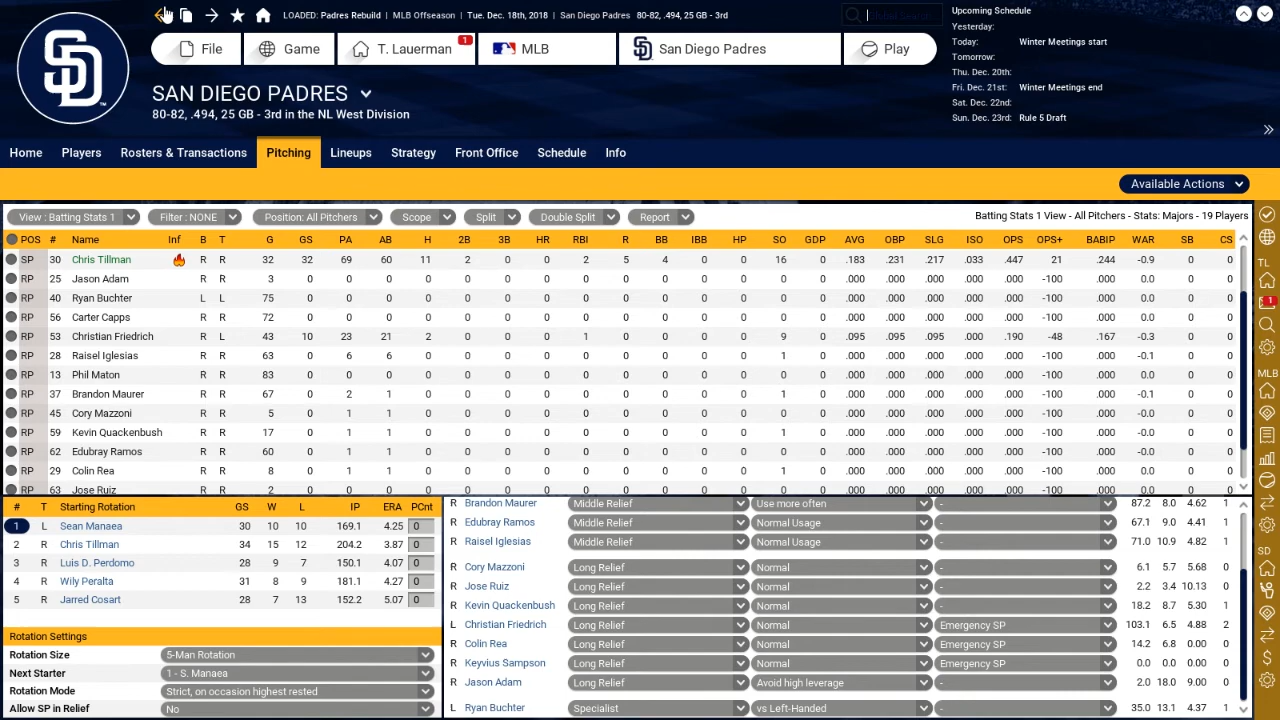 LOADED: Padres Rebuild | MLB Offseason | Tue. Dec. 18th, 2018 | San Diego Padres 80-82, .494, 25 GB - 3rd
File Game T. Lauerman 1 MLB San Diego Padres Play
SAN DIEGO PADRES
80-82, .494, 25 GB - 3rd in the NL West Division
Upcoming Schedule
Yesterday:
Today: Winter Meetings start
Tomorrow:
Thu. Dec. 20th:
Fri. Dec. 21st: Winter Meetings end
Sat. Dec. 22nd:
Sun. Dec. 23rd: Rule 5 Draft
Home Players Rosters & Transactions Pitching Lineups Strategy Front Office Schedule Info
Available Actions
View : Batting Stats 1 Filter : NONE Position: All Pitchers Scope Split Double Split Report Batting Stats 1 View - All Pitchers - Stats: Majors - 19 Players
POS # Name Inf B T G GS PA AB H 2B 3B HR RBI R BB IBB HP SO GDP AVG OBP SLG ISO OPS OPS+ BABIP WAR SB CS
SP 30 Chris Tillman R R 32 32 69 60 11 2 0 0 2 5 4 0 0 16 0 .183 .231 .217 .033 .447 21 .244 -0.9 0 0
RP 25 Jason Adam R R 3 0 0 0 0 0 0 0 0 0 0 0 0 0 0 .000 .000 .000 .000 .000 -100 .000 0.0 0 0
RP 40 Ryan Buchter L L 75 0 0 0 0 0 0 0 0 0 0 0 0 0 0 .000 .000 .000 .000 .000 -100 .000 0.0 0 0
RP 56 Carter Capps R R 72 0 0 0 0 0 0 0 0 0 0 0 0 0 0 .000 .000 .000 .000 .000 -100 .000 0.0 0 0
RP 53 Christian Friedrich R L 43 10 23 21 2 0 0 0 1 0 0 0 0 9 0 .095 .095 .095 .000 .190 -48 .167 -0.3 0 0
RP 28 Raisel Iglesias R R 63 0 6 6 0 0 0 0 0 0 0 0 0 1 0 .000 .000 .000 .000 .000 -100 .000 -0.1 0 0
RP 13 Phil Maton R R 83 0 0 0 0 0 0 0 0 0 0 0 0 0 0 .000 .000 .000 .000 .000 -100 .000 0.0 0 0
RP 37 Brandon Maurer R R 67 0 2 1 0 0 0 0 0 0 0 0 0 1 0 .000 .000 .000 .000 .000 -100 .000 -0.1 0 0
RP 45 Cory Mazzoni R R 5 0 1 1 0 0 0 0 0 0 0 0 0 0 0 .000 .000 .000 .000 .000 -100 .000 -0.0 0 0
RP 59 Kevin Quackenbush R R 17 0 1 1 0 0 0 0 0 0 0 0 0 0 0 .000 .000 .000 .000 .000 -100 .000 -0.0 0 0
RP 62 Edubray Ramos R R 60 0 0 0 0 0 0 0 0 0 0 0 0 0 0 .000 .000 .000 .000 .000 -100 .000 0.0 0 0
RP 29 Colin Rea R R 8 0 1 1 0 0 0 0 0 0 0 0 0 1 0 .000 .000 .000 .000 .000 -100 .000 -0.0 0 0
RP 63 Jose Ruiz R R 2 0 0 0 0 0 0 0 0 0 0 0 0 0 0 .000 .000 .000 .000 .000 -100 .000 0.0 0 0
# T Starting Rotation GS W L IP ERA PCnt
1 L Sean Manaea 30 10 10 169.1 4.25 0
2 R Chris Tillman 34 15 12 204.2 3.87 0
3 R Luis D. Perdomo 28 9 7 150.1 4.07 0
4 R Wily Peralta 31 8 9 181.1 4.27 0
5 R Jarred Cosart 28 7 13 152.2 5.07 0
Rotation Settings
Rotation Size 5-Man Rotation
Next Starter 1 - S. Manaea
Rotation Mode Strict, on occasion highest rested
Allow SP in Relief No
R Brandon Maurer Middle Relief Use more often - 87.2 8.0 4.62 1
R Edubray Ramos Middle Relief Normal Usage - 67.1 9.0 4.41 1
R Raisel Iglesias Middle Relief Normal Usage - 71.0 10.9 4.82 1
R Cory Mazzoni Long Relief Normal - 6.1 5.7 5.68 0
R Jose Ruiz Long Relief Normal - 2.2 3.4 10.13 0
R Kevin Quackenbush Long Relief Normal - 18.2 8.7 5.30 1
L Christian Friedrich Long Relief Normal Emergency SP 103.1 6.5 4.88 2
R Colin Rea Long Relief Normal Emergency SP 14.2 6.8 0.00 0
R Keyvius Sampson Long Relief Normal Emergency SP 0.0 0.0 0.00 0
R Jason Adam Long Relief Avoid high leverage - 2.0 18.0 9.00 0
L Ryan Buchter Specialist vs Left-Handed - 35.0 13.1 4.37 1
TL
1
MLB
SD